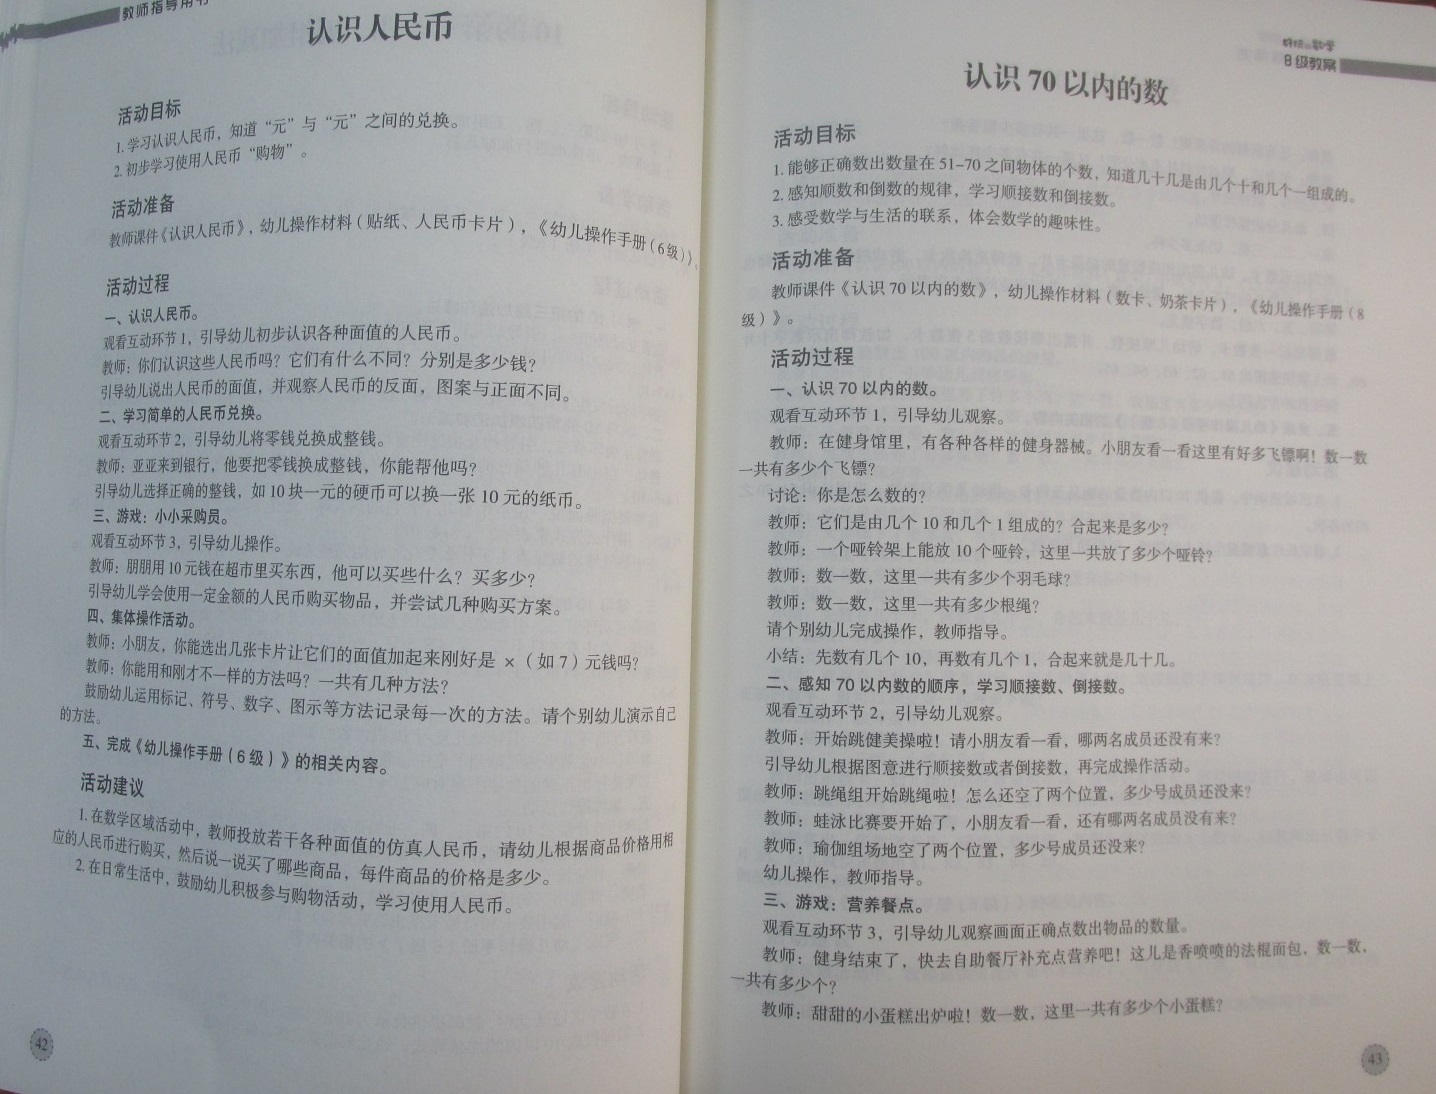 教师指导用书
认识人民币
活动目标
1. 学习认识人民币，知道“元”与“元”之间的兑换。
2. 初步学习使用人民币“购物”。
活动准备
教师课件《认识人民币》，幼儿操作材料（贴纸、人民币卡片），《幼儿操作手册（6级）》。
活动过程
一、认识人民币。
观看互动环节 1，引导幼儿初步认识各种面值的人民币。
教师：你们认识这些人民币吗？它们有什么不同？分别是多少钱？
引导幼儿说出人民币的面值，并观察人民币的反面，图案与正面不同。
二、学习简单的人民币兑换。
观看互动环节 2，引导幼儿将零钱兑换成整钱。
教师：亚亚来到银行，他要把零钱换成整钱，你能帮他吗？
引导幼儿选择正确的整钱，如 10 块一元的硬币可以换一张 10 元的纸币。
三、游戏：小小采购员。
观看互动环节 3，引导幼儿操作。
教师：朋朋用 10 元钱在超市里买东西，他可以买些什么？买多少？
引导幼儿学会使用一定金额的人民币购买物品，并尝试几种购买方案。
四、集体操作活动。
教师：小朋友，你能选出几张卡片让它们的面值加起来刚好是 ×（如 7）元钱吗？
教师：你能用和刚才不一样的方法吗？一共有几种方法？
鼓励幼儿运用标记、符号、数字、图示等方法记录每一次的方法。请个别幼儿演示自己
的方法。
五、完成《幼儿操作手册（6 级）》的相关内容。
活动建议
1. 在数学区域活动中，教师投放若干各种面值的仿真人民币，请幼儿根据商品价格用相
应的人民币进行购买，然后说一说买了哪些商品，每件商品的价格是多少。
2. 在日常生活中，鼓励幼儿积极参与购物活动，学习使用人民币。
42
好玩的数学
8 级教案
认识 70 以内的数
活动目标
1. 能够正确数出数量在 51-70 之间物体的个数，知道几十几是由几个十和几个一组成的。
2. 感知顺数和倒数的规律，学习顺接数和倒接数。
3. 感受数学与生活的联系，体会数学的趣味性。
活动准备
教师课件《认识 70 以内的数》，幼儿操作材料（数卡、奶茶卡片），《幼儿操作手册（8
级）》。
活动过程
一、认识 70 以内的数。
观看互动环节 1，引导幼儿观察。
教师：在健身馆里，有各种各样的健身器械。小朋友看一看这里有好多飞镖啊！数一数
一共有多少个飞镖？
讨论：你是怎么数的？
教师：它们是由几个 10 和几个 1 组成的？合起来是多少？
教师：一个哑铃架上能放 10 个哑铃，这里一共放了多少个哑铃？
教师：数一数，这里一共有多少个羽毛球？
教师：数一数，这里一共有多少根绳？
请个别幼儿完成操作，教师指导。
小结：先数有几个 10，再数有几个 1，合起来就是几十几。
二、感知 70 以内数的顺序，学习顺接数、倒接数。
观看互动环节 2，引导幼儿观察。
教师：开始跳健美操啦！请小朋友看一看，哪两名成员还没有来？
引导幼儿根据图意进行顺接数或者倒接数，再完成操作活动。
教师：跳绳组开始跳绳啦！怎么还空了两个位置，多少号成员还没来？
教师：蛙泳比赛要开始了，小朋友看一看，还有哪两名成员没有来？
教师：瑜伽组场地空了两个位置，多少号成员还没来？
幼儿操作，教师指导。
三、游戏：营养餐点。
观看互动环节 3，引导幼儿观察画面正确点数出物品的数量。
教师：健身结束了，快去自助餐厅补充点营养吧！这儿是香喷喷的法棍面包，数一数，
一共有多少个？
教师：甜甜的小蛋糕出炉啦！数一数，这里一共有多少个小蛋糕？
43